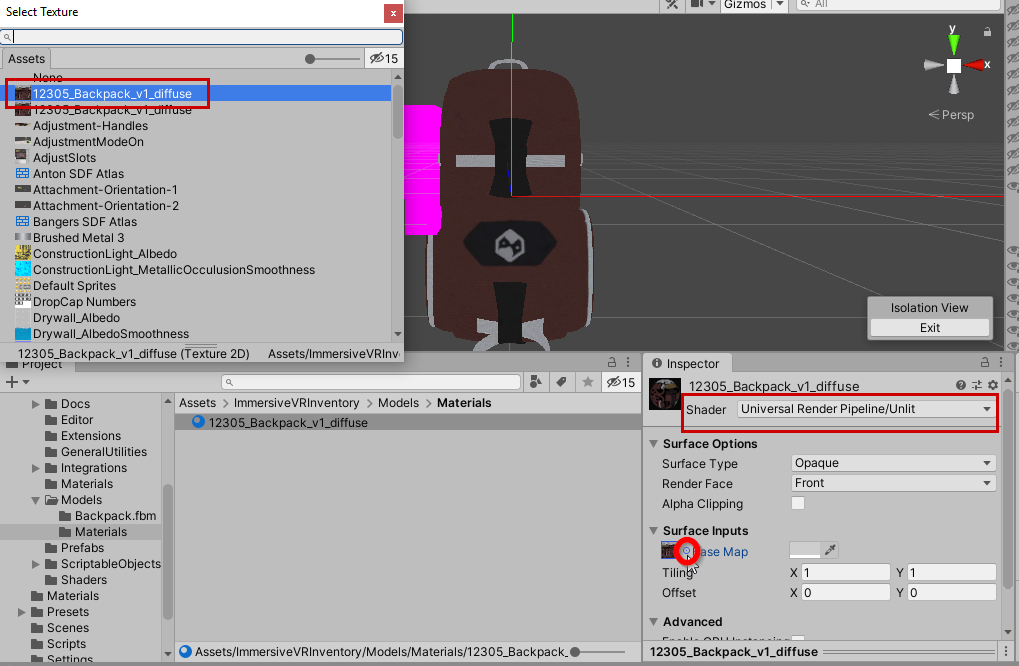 Select Texture
x
Gizmos
All
Assets
15
None
12305_Backpack_v1_diffuse
12305_Backpack_v1_diffuse
Adjustment-Handles
AdjustmentModeOn
AdjustSlots
Anton SDF Atlas
Attachment-Orientation-1
Attachment-Orientation-2
Bangers SDF Atlas
Brushed Metal 3
ConstructionLight_Albedo
ConstructionLight_MetallicOcculusionSmoothness
Default Sprites
DropCap Numbers
Drywall_Albedo
Drywall_AlbedoSmoothness
12305_Backpack_v1_diffuse (Texture 2D) Assets/ImmersiveVRInv
y
x
Persp
Isolation View
Exit
Project
15
Docs
Editor
Extensions
GeneralUtilities
Integrations
Materials
Models
Backpack.fbm
Materials
Prefabs
ScriptableObjects
Shaders
Materials
Presets
Scenes
Scripts
Settings
Assets > ImmersiveVRInventory > Models > Materials
12305_Backpack_v1_diffuse
Assets/ImmersiveVRInventory/Models/Materials/12305_Backpack_
Inspector
12305_Backpack_v1_diffuse
Shader Universal Render Pipeline/Unlit
Surface Options
Surface Type Opaque
Render Face Front
Alpha Clipping
Surface Inputs
Base Map
Tiling X 1 Y 1
Offset X 0 Y 0
Advanced
Enable GPU Instancing
12305_Backpack_v1_diffuse